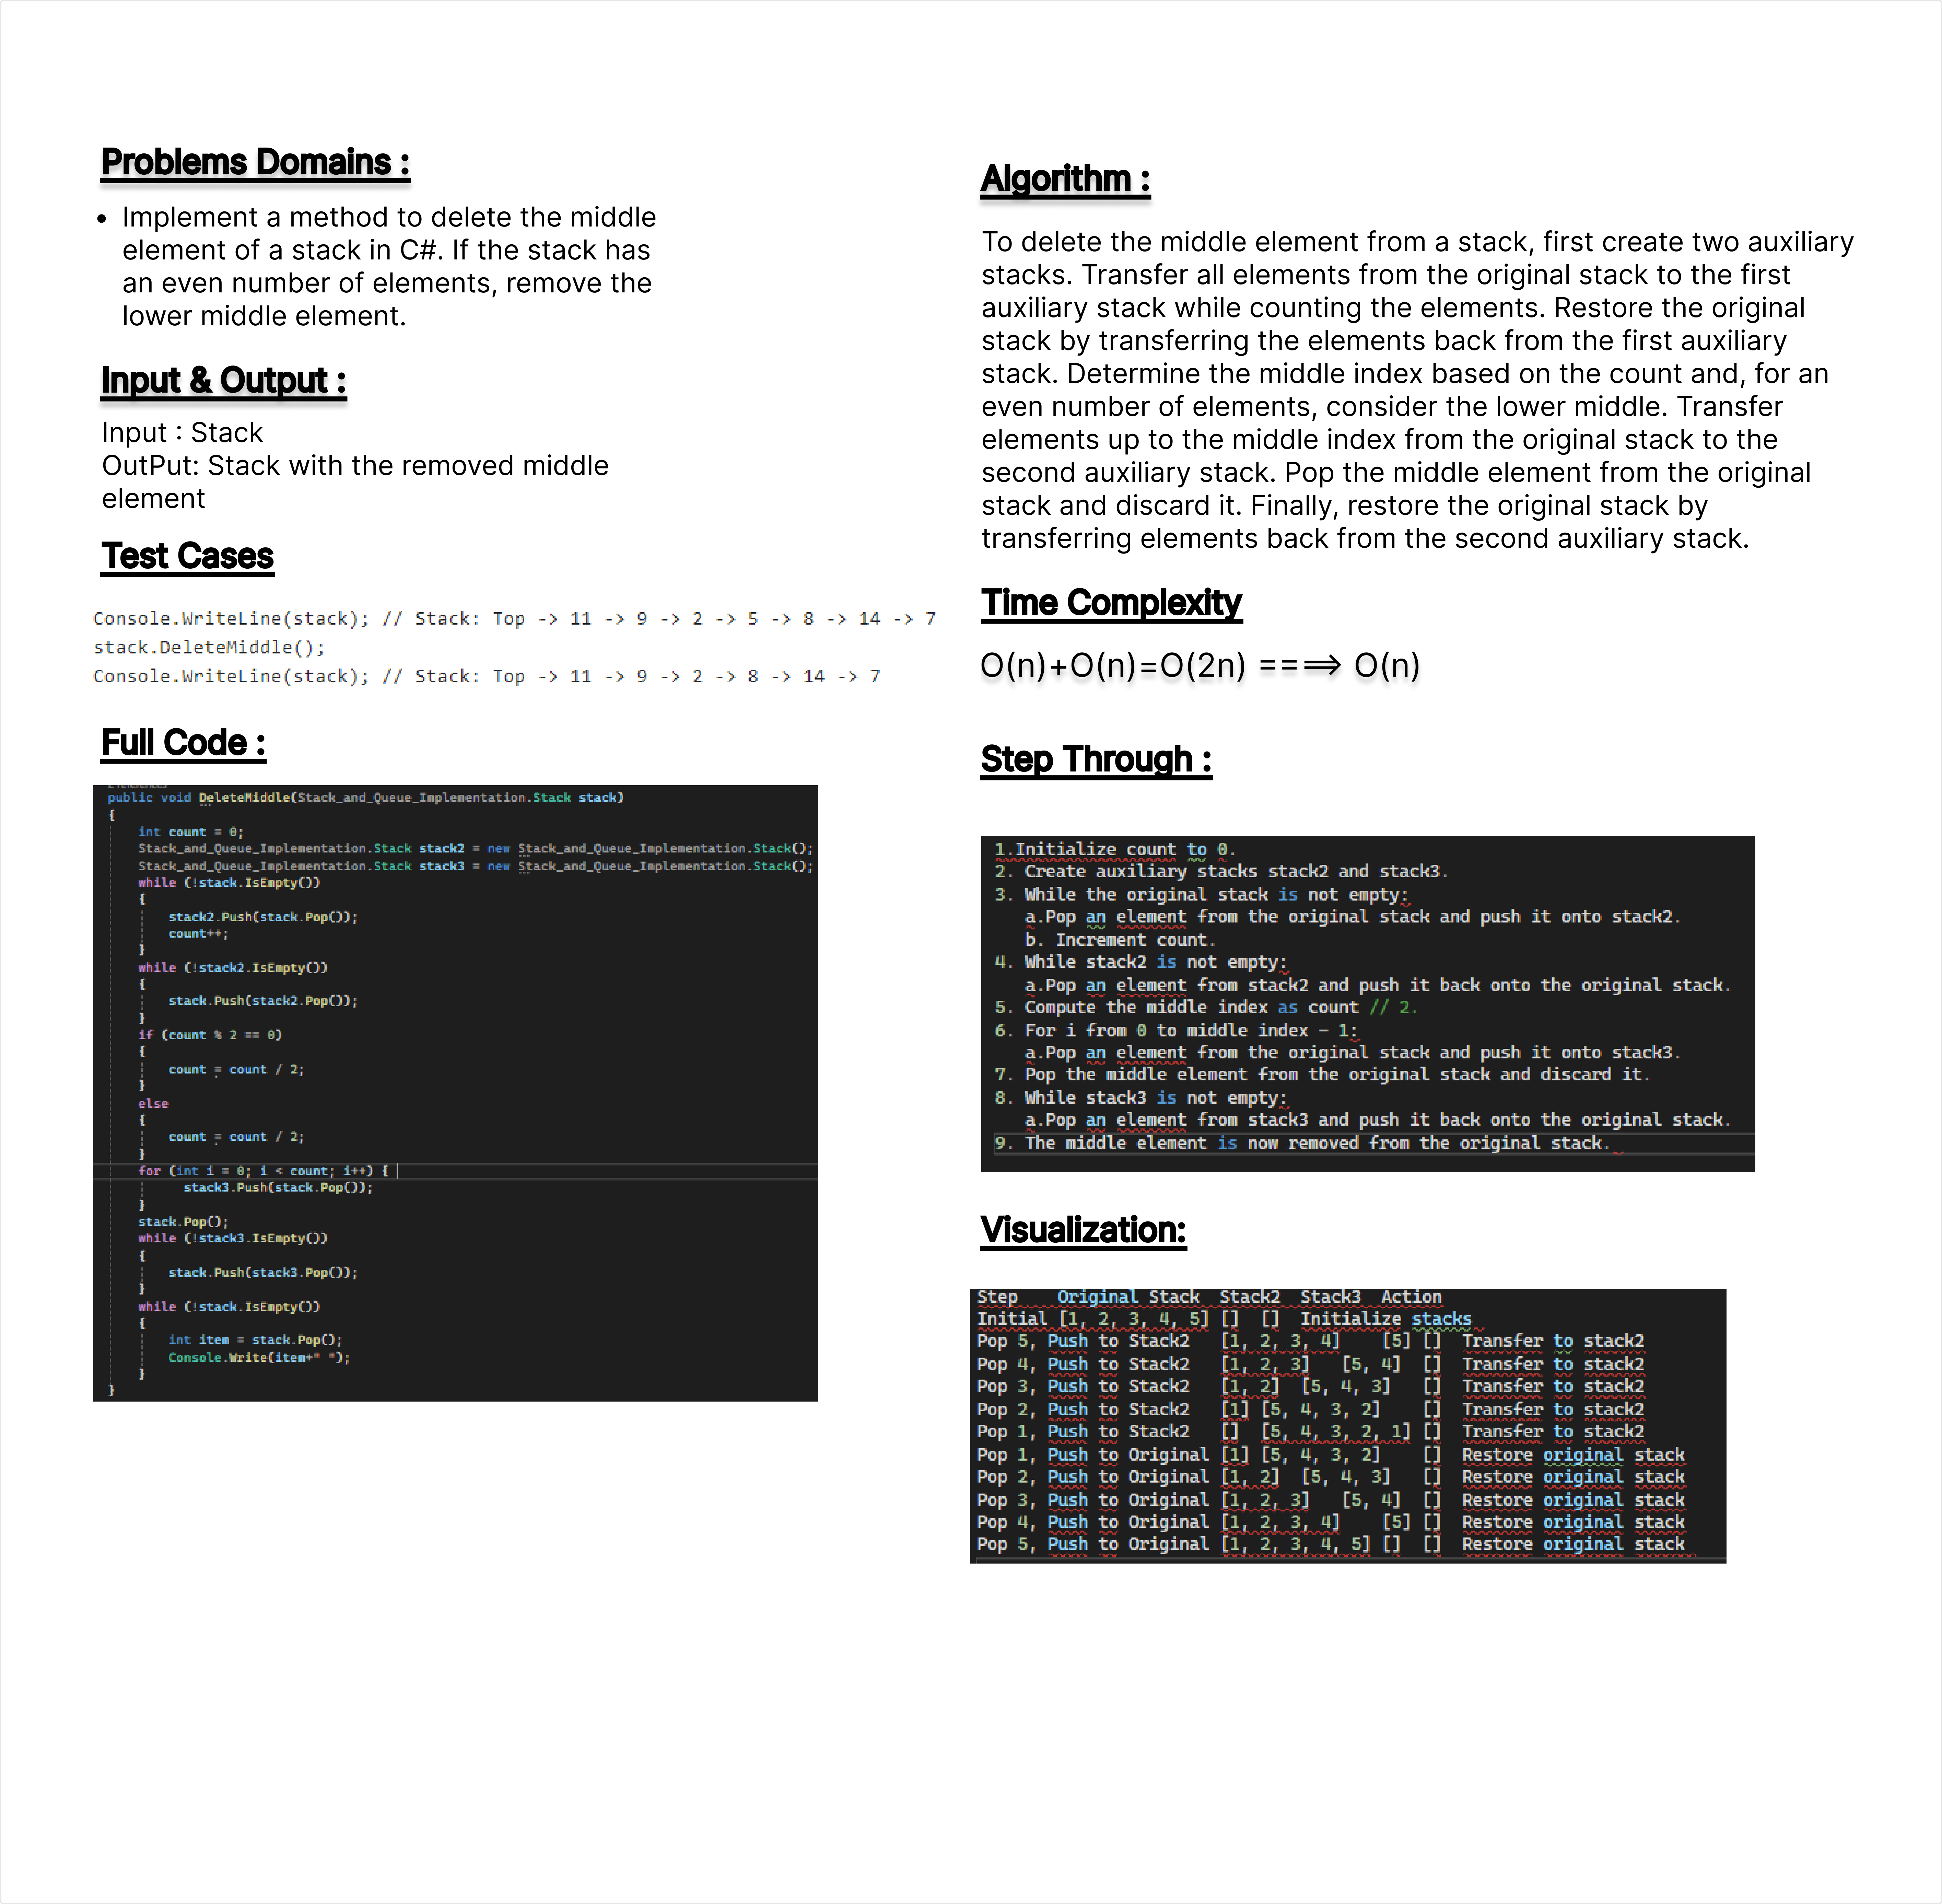 Problems Domains :
• Implement a method to delete the middle
element of a stack in C#. If the stack has
an even number of elements, remove the
lower middle element.
Input & Output :
Input : Stack
OutPut: Stack with the removed middle
element
Test Cases
Console.WriteLine(stack); // Stack: Top -> 11 -> 9 -> 2 -> 5 -> 8 -> 14 -> 7
stack.DeleteMiddle();
Console.WriteLine(stack); // Stack: Top -> 11 -> 9 -> 2 -> 8 -> 14 -> 7
Full Code :
public void DeleteMiddle(Stack_and_Queue_Implementation.Stack stack)
{
int count = 0;
Stack_and_Queue_Implementation.Stack stack2 = new Stack_and_Queue_Implementation.Stack();
Stack_and_Queue_Implementation.Stack stack3 = new Stack_and_Queue_Implementation.Stack();
while (!stack.IsEmpty())
{
stack2.Push(stack.Pop());
count++;
}
while (!stack2.IsEmpty())
{
stack.Push(stack2.Pop());
}
if (count % 2 == 0)
{
count = count / 2;
}
else
{
count = count / 2;
}
for (int i = 0; i < count; i++) {
stack3.Push(stack.Pop());
}
stack.Pop();
while (!stack3.IsEmpty())
{
stack.Push(stack3.Pop());
}
while (!stack.IsEmpty())
{
int item = stack.Pop();
Console.Write(item+" ");
}
}
Algorithm :
To delete the middle element from a stack, first create two auxiliary
stacks. Transfer all elements from the original stack to the first
auxiliary stack while counting the elements. Restore the original
stack by transferring the elements back from the first auxiliary
stack. Determine the middle index based on the count and, for an
even number of elements, consider the lower middle. Transfer
elements up to the middle index from the original stack to the
second auxiliary stack. Pop the middle element from the original
stack and discard it. Finally, restore the original stack by
transferring elements back from the second auxiliary stack.
Time Complexity
O(n)+O(n)=O(2n) ==⟹ O(n)
Step Through :
1.Initialize count to 0.
2. Create auxiliary stacks stack2 and stack3.
3. While the original stack is not empty:
a.Pop an element from the original stack and push it onto stack2.
b. Increment count.
4. While stack2 is not empty:
a.Pop an element from stack2 and push it back onto the original stack.
5. Compute the middle index as count // 2.
6. For i from 0 to middle index - 1:
a.Pop an element from the original stack and push it onto stack3.
7. Pop the middle element from the original stack and discard it.
8. While stack3 is not empty:
a.Pop an element from stack3 and push it back onto the original stack.
9. The middle element is now removed from the original stack.
Visualization:
Step Original Stack Stack2 Stack3 Action
Initial [1, 2, 3, 4, 5] [] [] Initialize stacks
Pop 5, Push to Stack2 [1, 2, 3, 4] [5] [] Transfer to stack2
Pop 4, Push to Stack2 [1, 2, 3] [5, 4] [] Transfer to stack2
Pop 3, Push to Stack2 [1, 2] [5, 4, 3] [] Transfer to stack2
Pop 2, Push to Stack2 [1] [5, 4, 3, 2] [] Transfer to stack2
Pop 1, Push to Stack2 [] [5, 4, 3, 2, 1] [] Transfer to stack2
Pop 1, Push to Original [1] [5, 4, 3, 2] [] Restore original stack
Pop 2, Push to Original [1, 2] [5, 4, 3] [] Restore original stack
Pop 3, Push to Original [1, 2, 3] [5, 4] [] Restore original stack
Pop 4, Push to Original [1, 2, 3, 4] [5] [] Restore original stack
Pop 5, Push to Original [1, 2, 3, 4, 5] [] [] Restore original stack